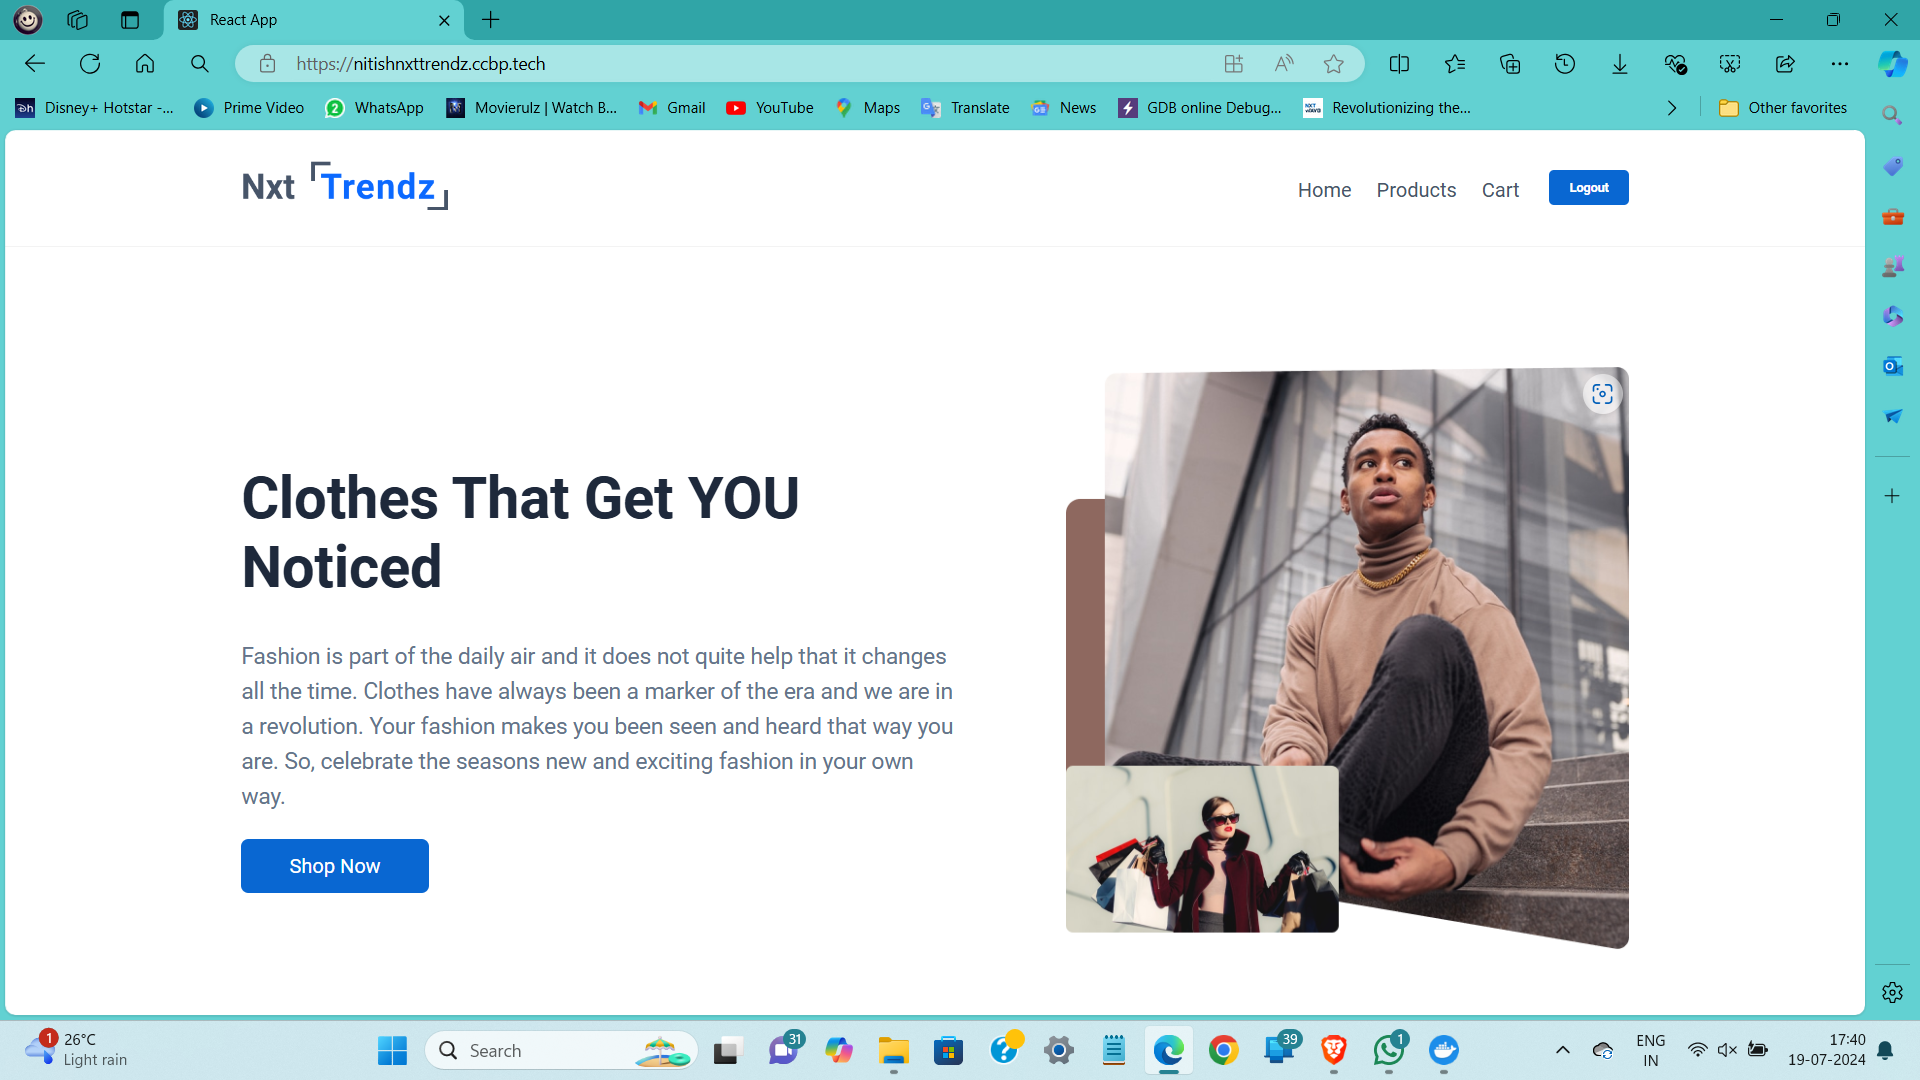 React App
https://nitishnxttrendz.ccbp.tech
Disney+ Hotstar -...
Prime Video
2
WhatsApp
Movierulz | Watch B...
Gmail
YouTube
Maps
Translate
News
GDB online Debug...
Revolutionizing the...
Other favorites
Nxt Trendz
Home
Products
Cart
Logout
Clothes That Get YOU
Noticed
Fashion is part of the daily air and it does not quite help that it changes
all the time. Clothes have always been a marker of the era and we are in
a revolution. Your fashion makes you been seen and heard that way you
are. So, celebrate the seasons new and exciting fashion in your own
way.
Shop Now
1
26°C
Light rain
Search
31
39
1
ENG
IN
17:40
19-07-2024